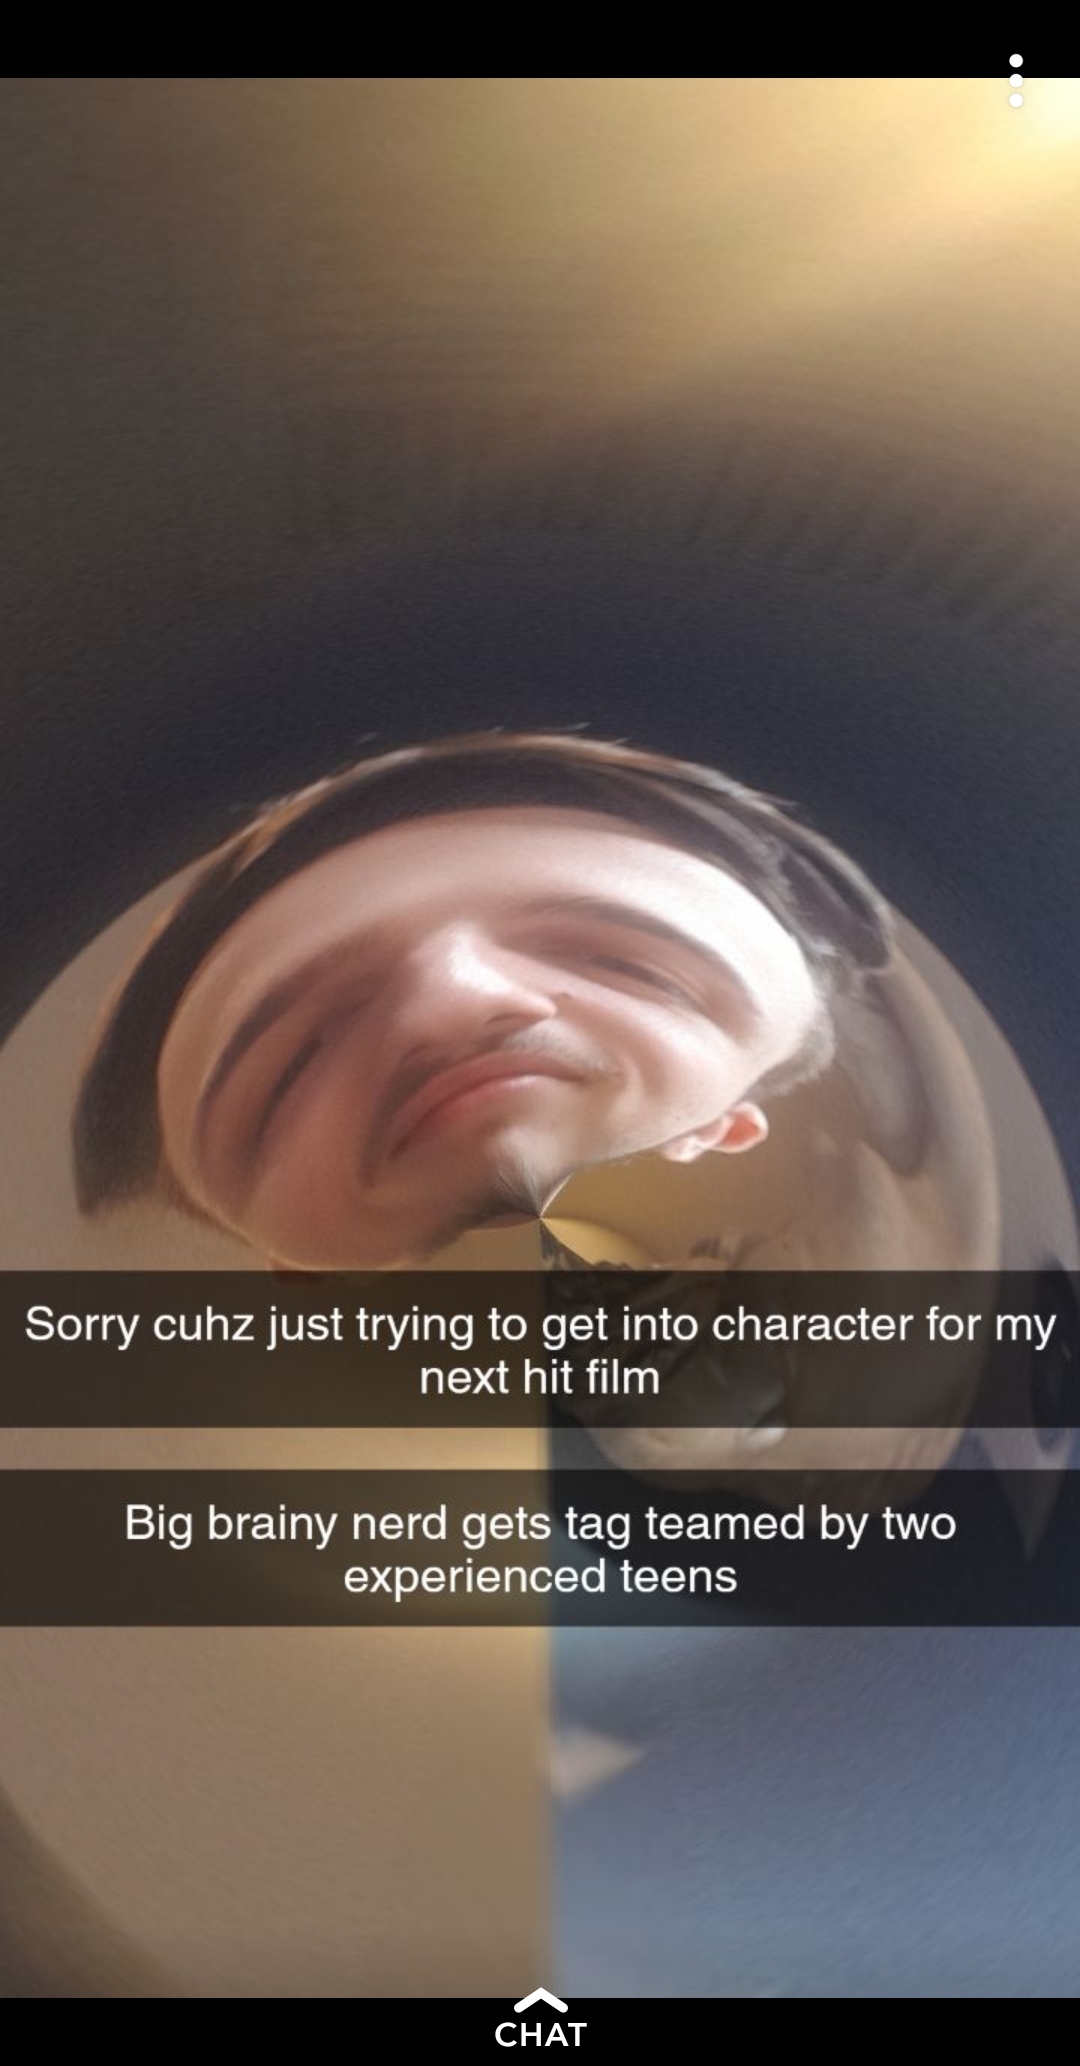 Sorry cuhz just trying to get into character for my
next hit film
Big brainy nerd gets tag teamed by two
experienced teens
CHAT